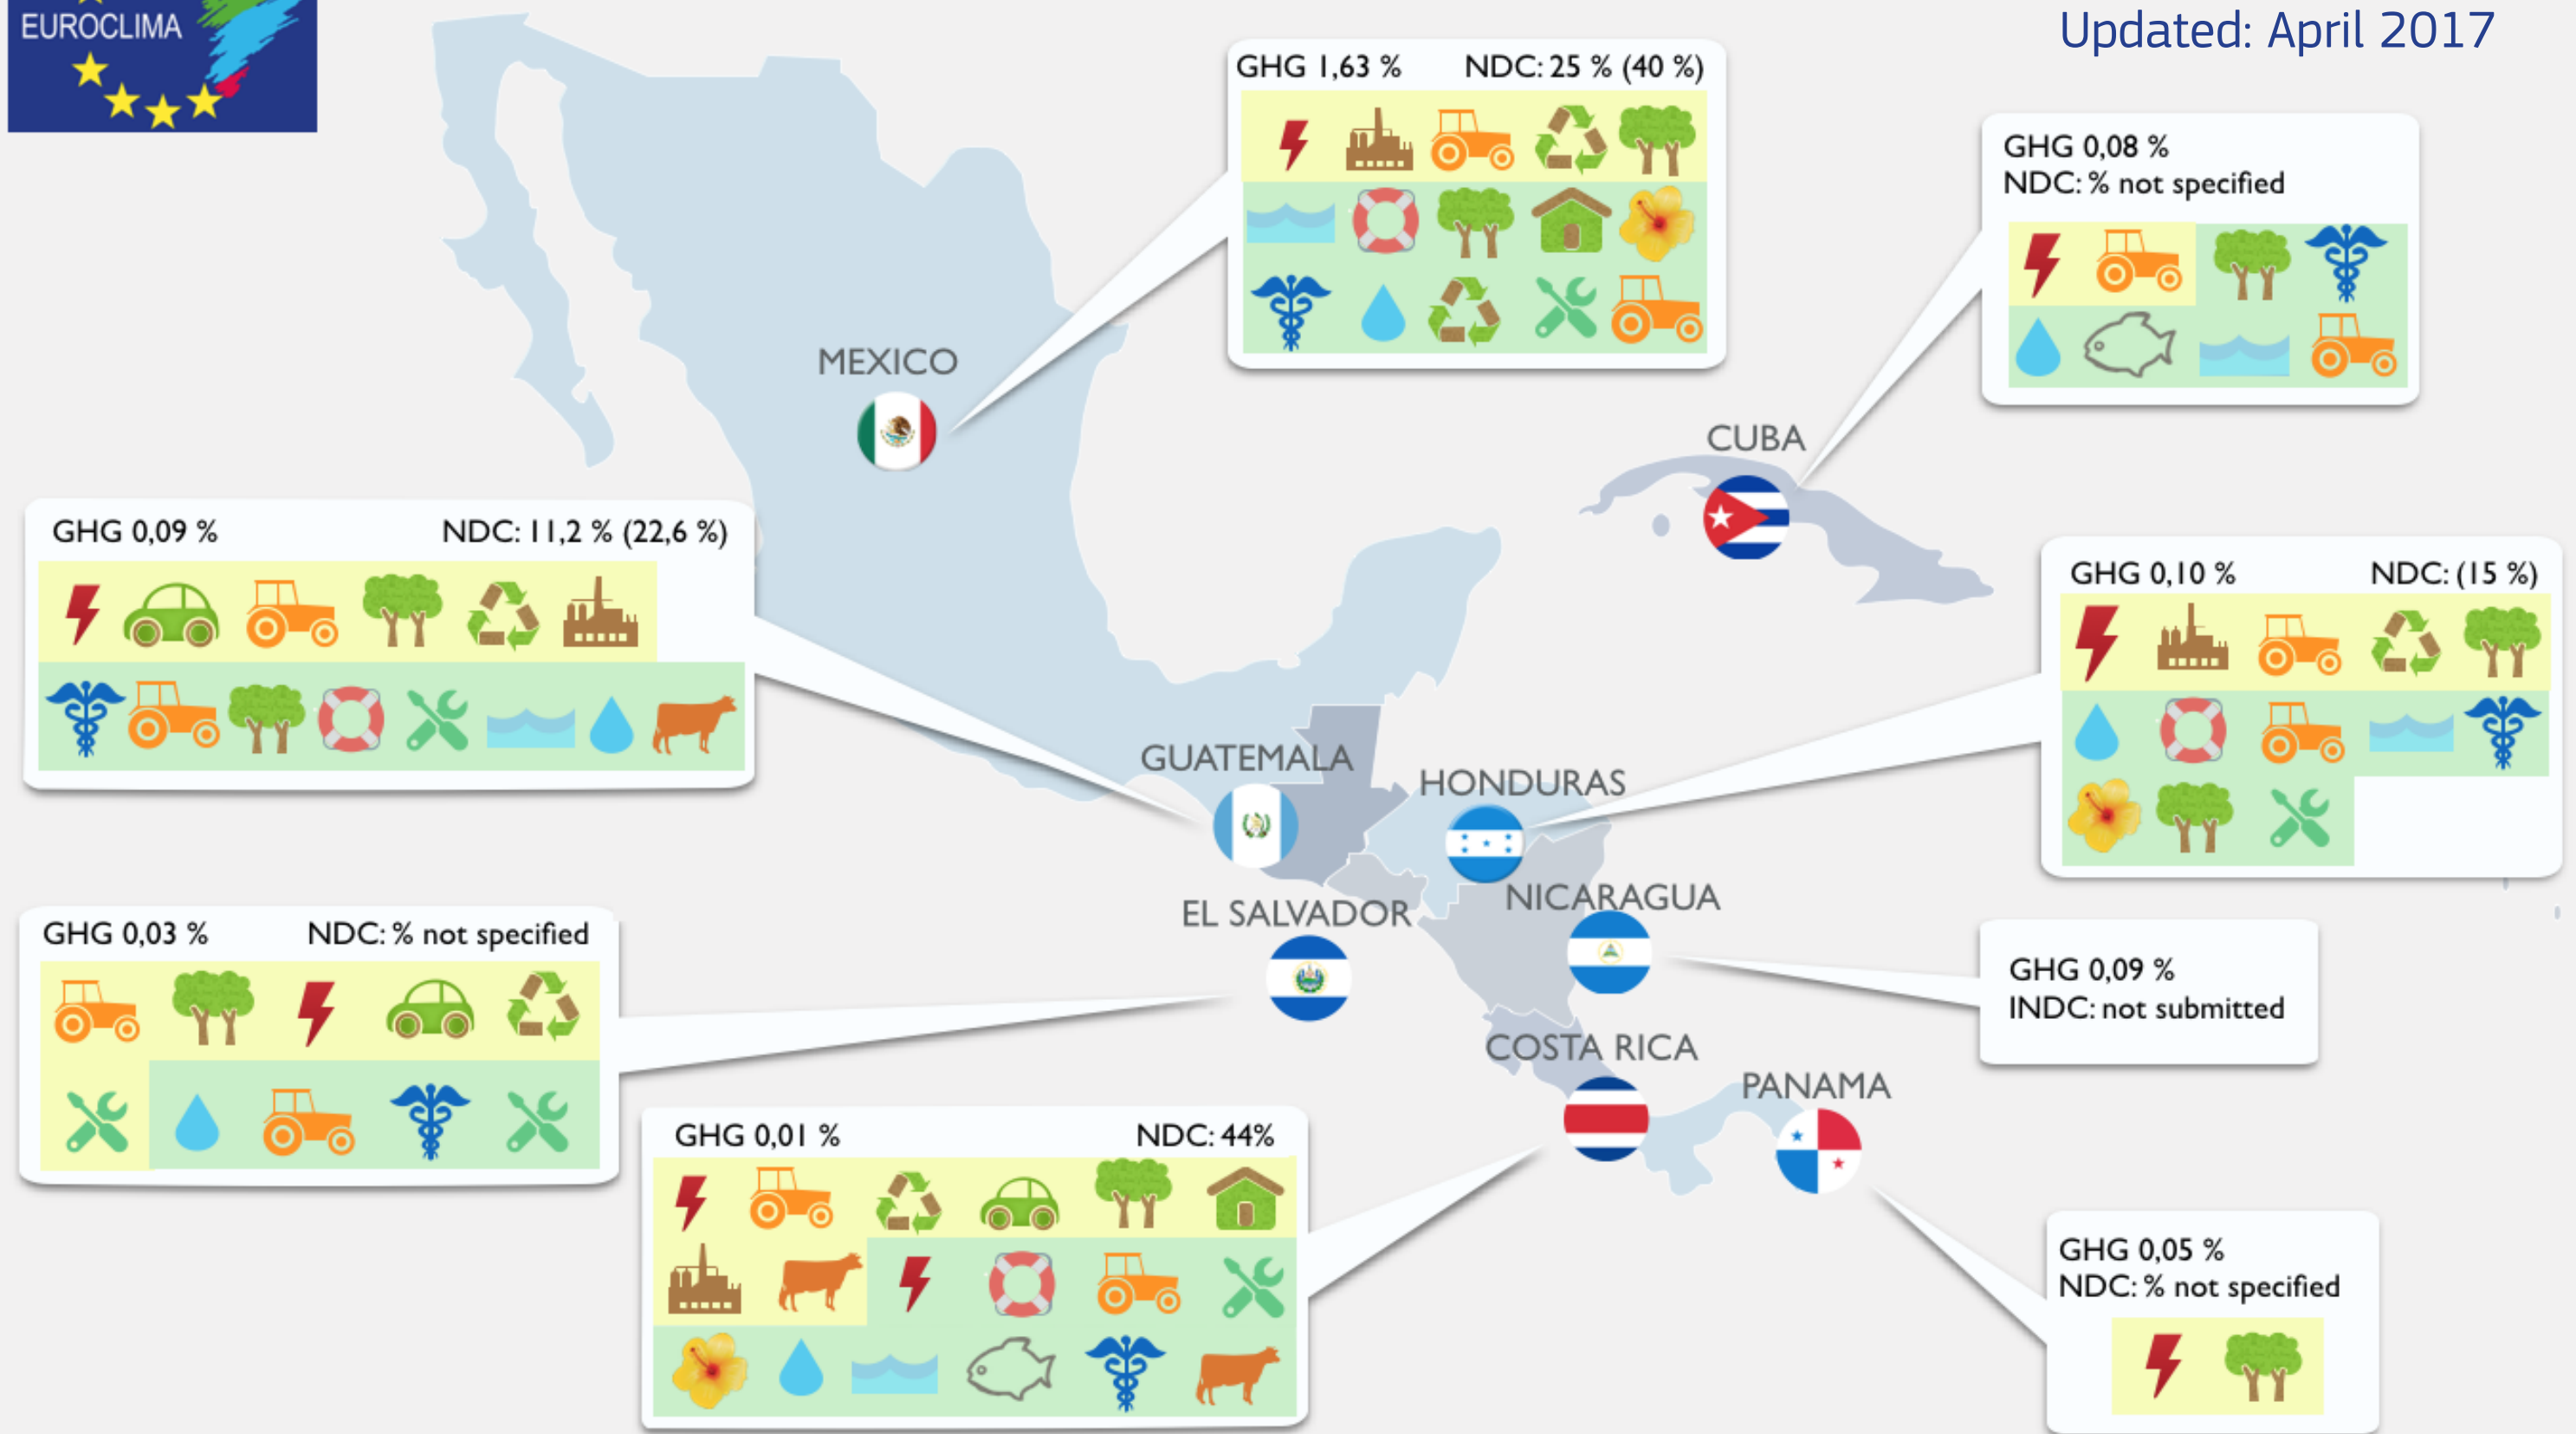 EUROCLIMA
Updated: April 2017
GHG 1,63 % NDC: 25 % (40 %)
GHG 0,08 %
NDC: % not specified
MEXICO
CUBA
GHG 0,09 % NDC: 11,2 % (22,6 %)
GHG 0,10 % NDC: (15 %)
GUATEMALA
HONDURAS
NICARAGUA
EL SALVADOR
GHG 0,03 % NDC: % not specified
GHG 0,09 %
INDC: not submitted
COSTA RICA
PANAMA
GHG 0,01 % NDC: 44%
GHG 0,05 %
NDC: % not specified